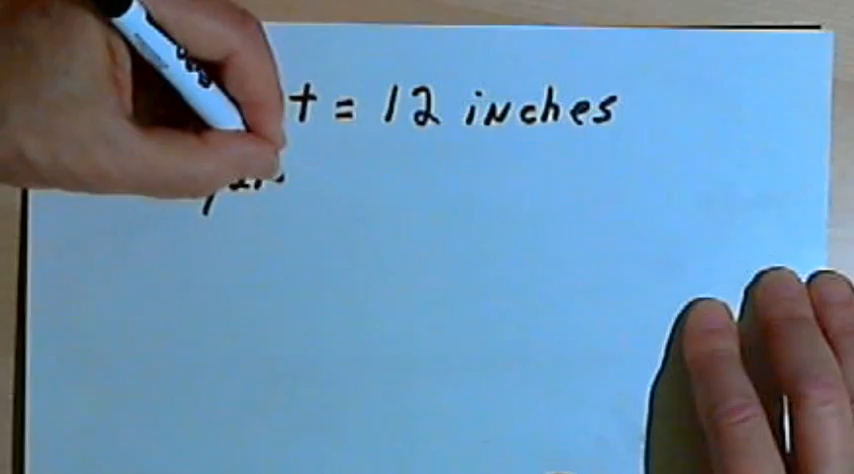 t = 12 inches